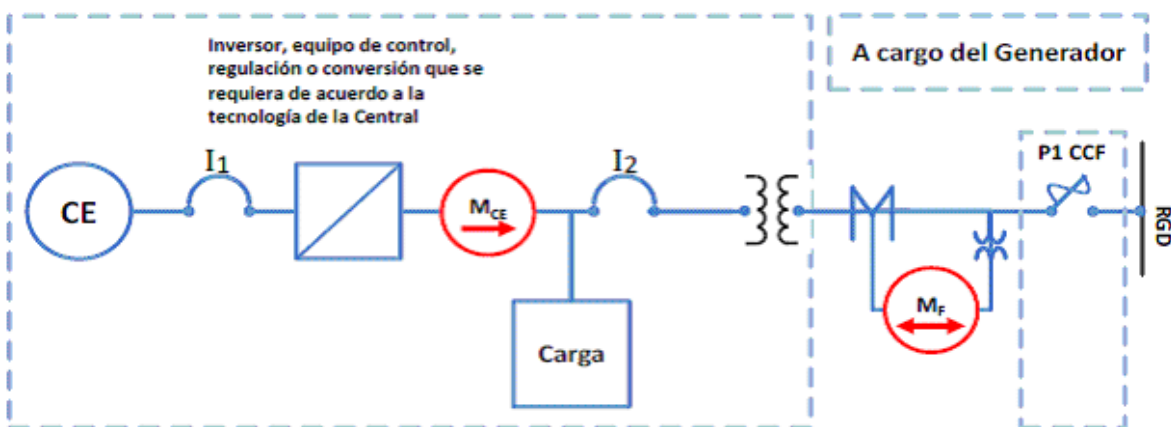 Inversor, equipo de control,
regulación o conversión que se
requiera de acuerdo a la
tecnología de la Central
A cargo del Generador
CE
I1
MCE
I2
Carga
MF
P1 CCF
RGD